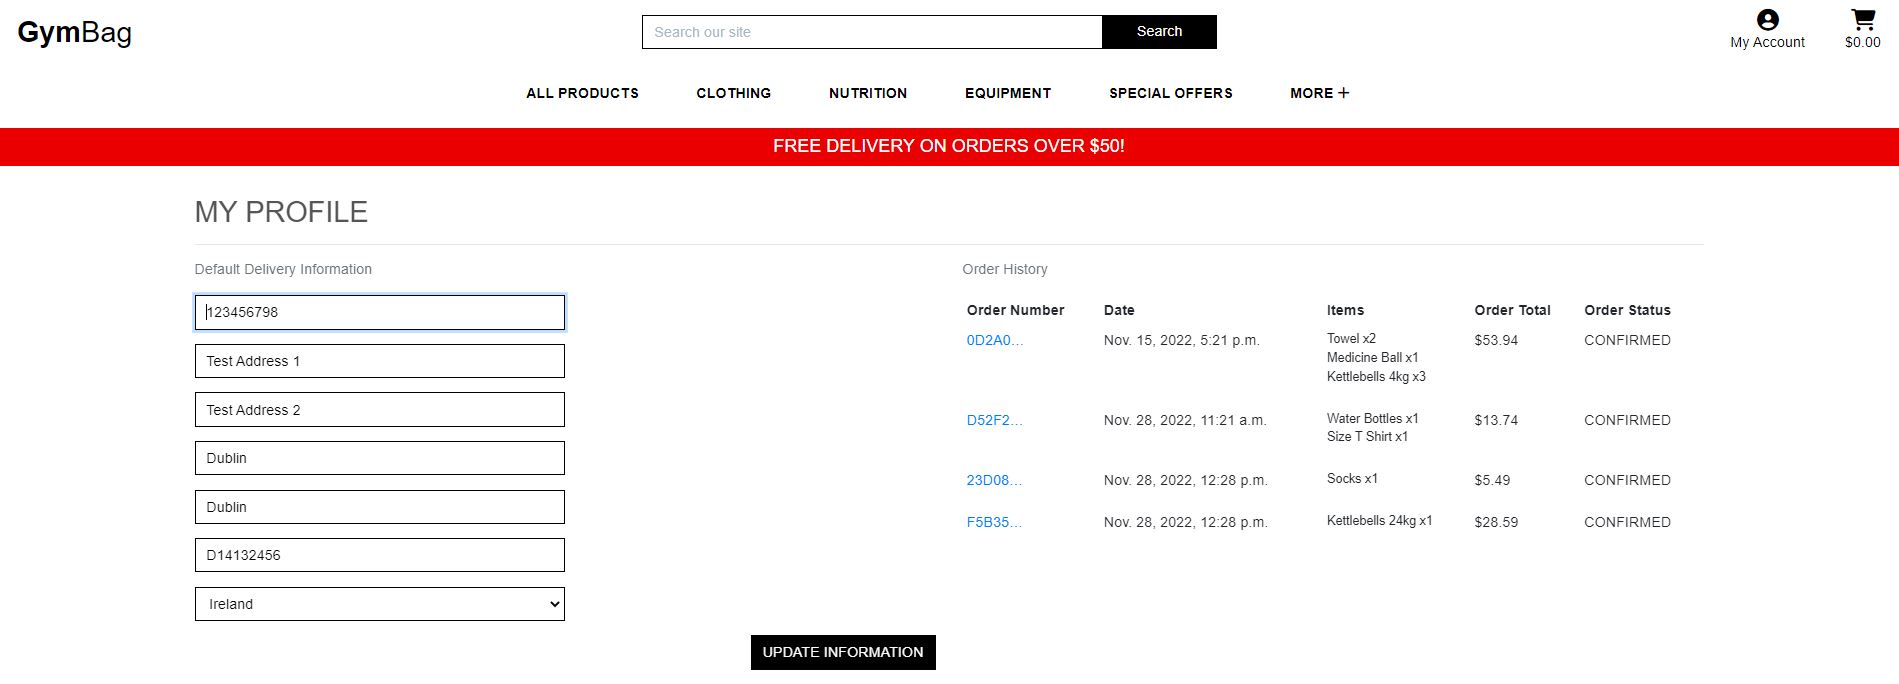 GymBag
Search our site
Search
My Account
$0.00
ALL PRODUCTS CLOTHING NUTRITION EQUIPMENT SPECIAL OFFERS MORE +
FREE DELIVERY ON ORDERS OVER $50!
MY PROFILE
Default Delivery Information
123456798
Test Address 1
Test Address 2
Dublin
Dublin
D14132456
Ireland
UPDATE INFORMATION
Order History
Order Number Date Items Order Total Order Status
0D2A0... Nov. 15, 2022, 5:21 p.m. Towel x2 $53.94 CONFIRMED
Medicine Ball x1
Kettlebells 4kg x3
D52F2... Nov. 28, 2022, 11:21 a.m. Water Bottles x1 $13.74 CONFIRMED
Size T Shirt x1
23D08... Nov. 28, 2022, 12:28 p.m. Socks x1 $5.49 CONFIRMED
F5B35... Nov. 28, 2022, 12:28 p.m. Kettlebells 24kg x1 $28.59 CONFIRMED